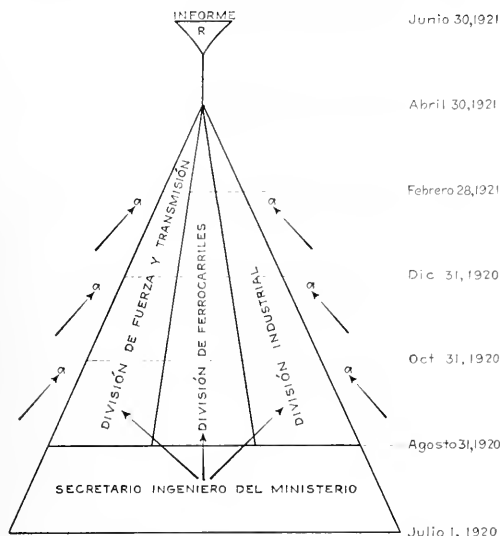 INFORME
R
Junio 30, 1921
Abril 30, 1921
Febrero 28, 1921
Dic 31, 1920
Oct 31, 1920
Agosto 31, 1920
Julio 1, 1920
a
a
a
a
a
a
DIVISIÓN DE FUERZA Y TRANSMISIÓN
DIVISIÓN DE FERROCARRILES
DIVISIÓN INDUSTRIAL
SECRETARIO INGENIERO DEL MINISTERIO